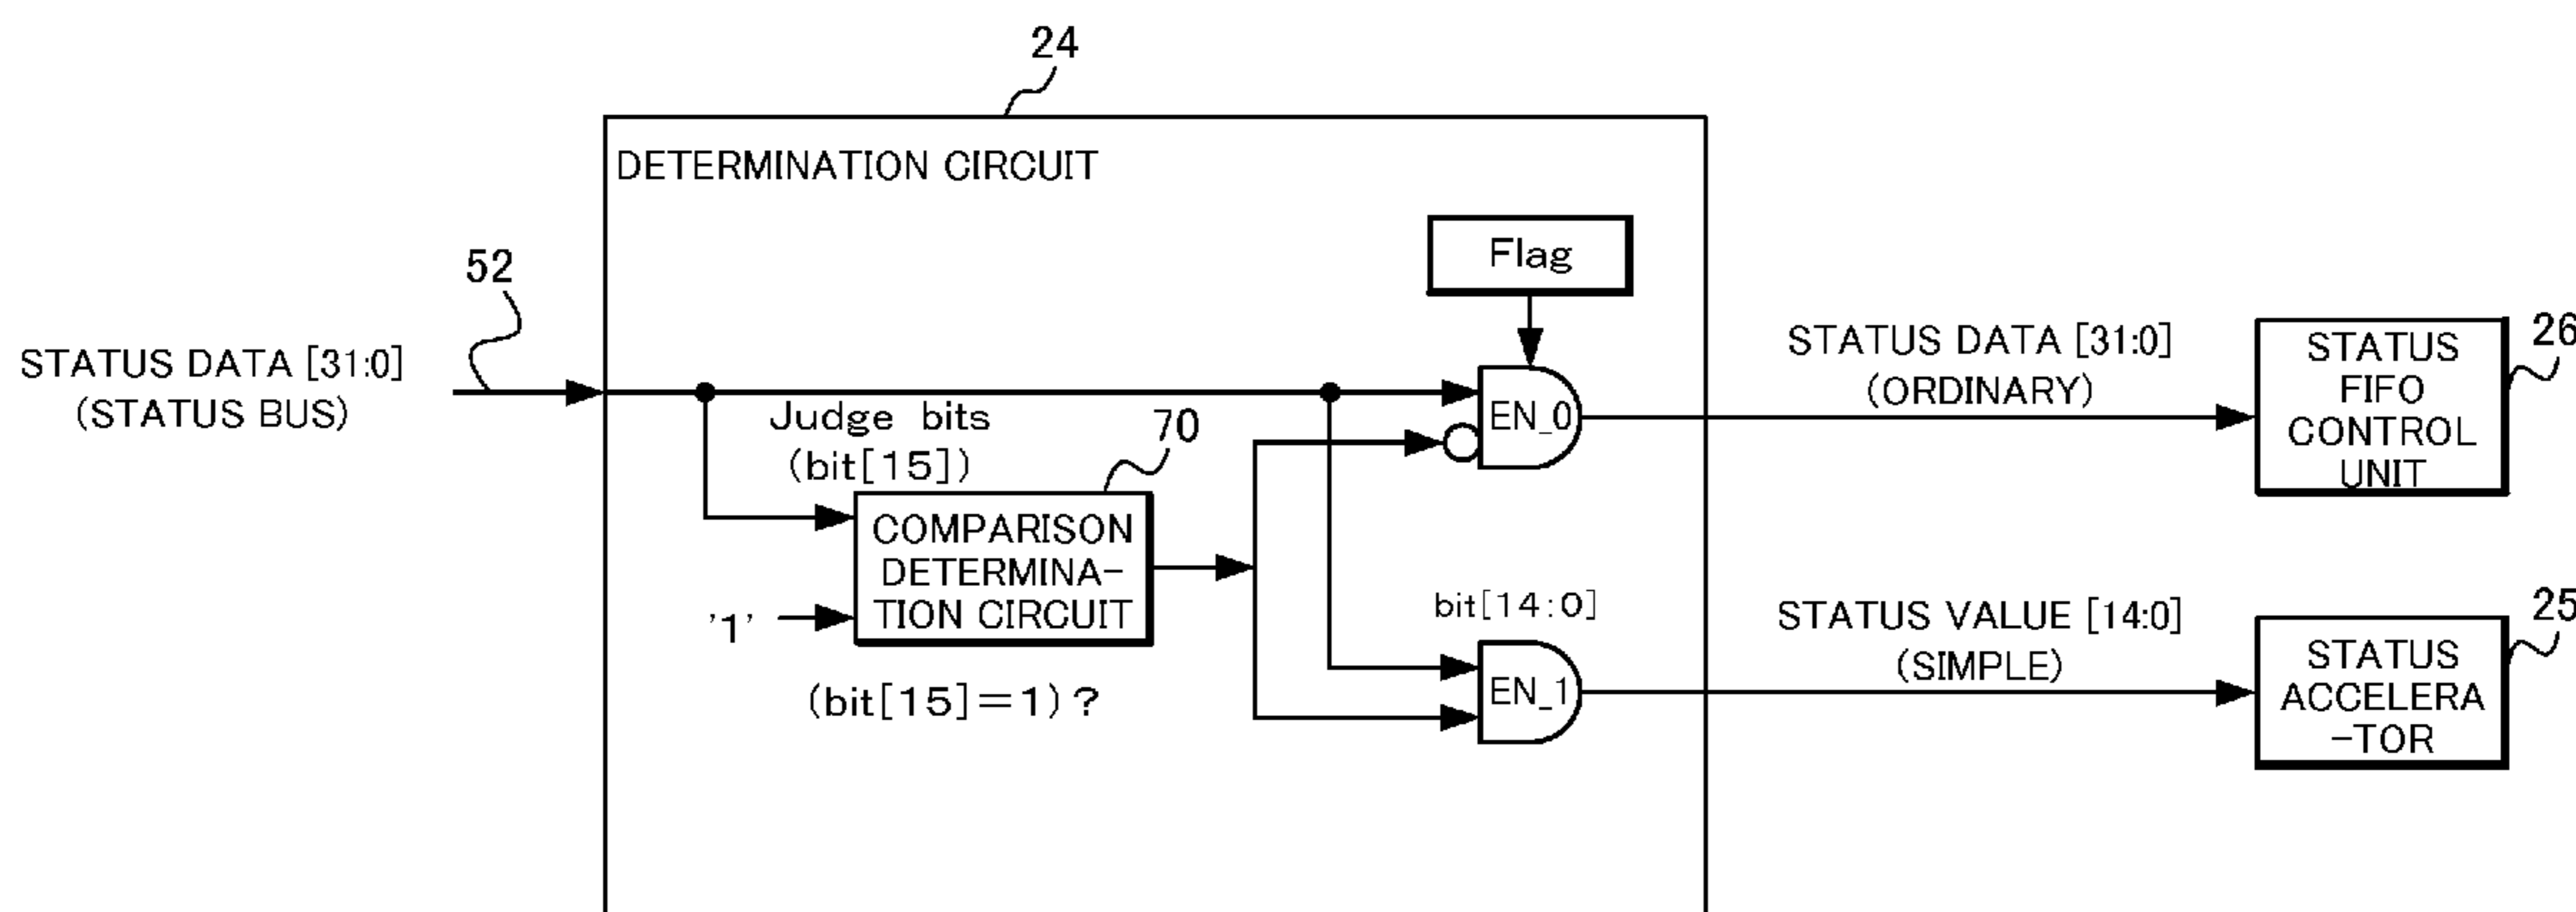 24
DETERMINATION CIRCUIT
Flag
52
STATUS DATA [31:0]
(STATUS BUS)
Judge bits
(bit[15])
70
COMPARISON
DETERMINA-
TION CIRCUIT
'1'
(bit[15]=1)?
EN_0
bit[14:0]
EN_1
STATUS DATA [31:0]
(ORDINARY)
STATUS
FIFO
CONTROL
UNIT
26
STATUS VALUE [14:0]
(SIMPLE)
STATUS
ACCELERA
-TOR
25